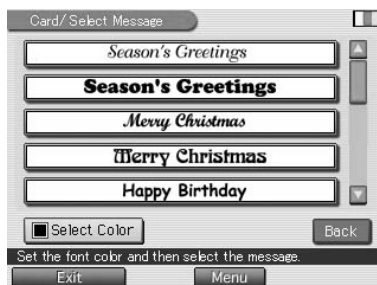 Card/Select Message
Season's Greetings
Season's Greetings
Merry Christmas
Merry Christmas
Happy Birthday
Select Color
Back
Set the font color and then select the message.
Exit
Menu